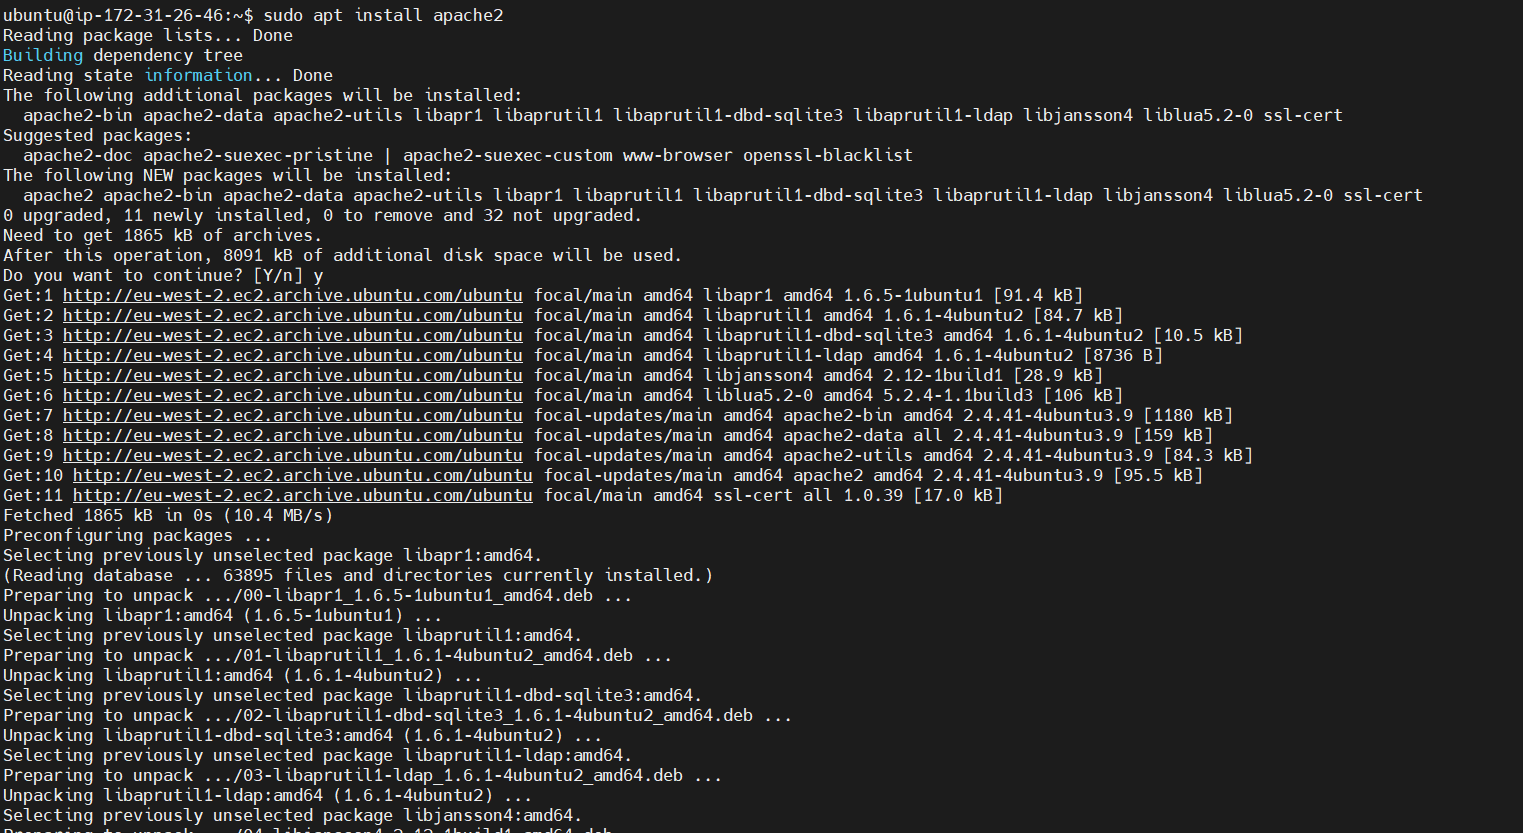 ubuntu@ip-172-31-26-46:~$ sudo apt install apache2
Reading package lists... Done
Building dependency tree
Reading state information... Done
The following additional packages will be installed:
  apache2-bin apache2-data apache2-utils libapr1 libaprutil1 libaprutil1-dbd-sqlite3 libaprutil1-ldap libjansson4 liblua5.2-0 ssl-cert
Suggested packages:
  apache2-doc apache2-suexec-pristine | apache2-suexec-custom www-browser openssl-blacklist
The following NEW packages will be installed:
  apache2 apache2-bin apache2-data apache2-utils libapr1 libaprutil1 libaprutil1-dbd-sqlite3 libaprutil1-ldap libjansson4 liblua5.2-0 ssl-cert
0 upgraded, 11 newly installed, 0 to remove and 32 not upgraded.
Need to get 1865 kB of archives.
After this operation, 8091 kB of additional disk space will be used.
Do you want to continue? [Y/n] y
Get:1 http://eu-west-2.ec2.archive.ubuntu.com/ubuntu focal/main amd64 libapr1 amd64 1.6.5-1ubuntu1 [91.4 kB]
Get:2 http://eu-west-2.ec2.archive.ubuntu.com/ubuntu focal/main amd64 libaprutil1 amd64 1.6.1-4ubuntu2 [84.7 kB]
Get:3 http://eu-west-2.ec2.archive.ubuntu.com/ubuntu focal/main amd64 libaprutil1-dbd-sqlite3 amd64 1.6.1-4ubuntu2 [10.5 kB]
Get:4 http://eu-west-2.ec2.archive.ubuntu.com/ubuntu focal/main amd64 libaprutil1-ldap amd64 1.6.1-4ubuntu2 [8736 B]
Get:5 http://eu-west-2.ec2.archive.ubuntu.com/ubuntu focal/main amd64 libjansson4 amd64 2.12-1build1 [28.9 kB]
Get:6 http://eu-west-2.ec2.archive.ubuntu.com/ubuntu focal/main amd64 liblua5.2-0 amd64 5.2.4-1.1build3 [106 kB]
Get:7 http://eu-west-2.ec2.archive.ubuntu.com/ubuntu focal-updates/main amd64 apache2-bin amd64 2.4.41-4ubuntu3.9 [1180 kB]
Get:8 http://eu-west-2.ec2.archive.ubuntu.com/ubuntu focal-updates/main amd64 apache2-data all 2.4.41-4ubuntu3.9 [159 kB]
Get:9 http://eu-west-2.ec2.archive.ubuntu.com/ubuntu focal-updates/main amd64 apache2-utils amd64 2.4.41-4ubuntu3.9 [84.3 kB]
Get:10 http://eu-west-2.ec2.archive.ubuntu.com/ubuntu focal-updates/main amd64 apache2 amd64 2.4.41-4ubuntu3.9 [95.5 kB]
Get:11 http://eu-west-2.ec2.archive.ubuntu.com/ubuntu focal/main amd64 ssl-cert all 1.0.39 [17.0 kB]
Fetched 1865 kB in 0s (10.4 MB/s)
Preconfiguring packages ...
Selecting previously unselected package libapr1:amd64.
(Reading database ... 63895 files and directories currently installed.)
Preparing to unpack .../00-libapr1_1.6.5-1ubuntu1_amd64.deb ...
Unpacking libapr1:amd64 (1.6.5-1ubuntu1) ...
Selecting previously unselected package libaprutil1:amd64.
Preparing to unpack .../01-libaprutil1_1.6.1-4ubuntu2_amd64.deb ...
Unpacking libaprutil1:amd64 (1.6.1-4ubuntu2) ...
Selecting previously unselected package libaprutil1-dbd-sqlite3:amd64.
Preparing to unpack .../02-libaprutil1-dbd-sqlite3_1.6.1-4ubuntu2_amd64.deb ...
Unpacking libaprutil1-dbd-sqlite3:amd64 (1.6.1-4ubuntu2) ...
Selecting previously unselected package libaprutil1-ldap:amd64.
Preparing to unpack .../03-libaprutil1-ldap_1.6.1-4ubuntu2_amd64.deb ...
Unpacking libaprutil1-ldap:amd64 (1.6.1-4ubuntu2) ...
Selecting previously unselected package libjansson4:amd64.